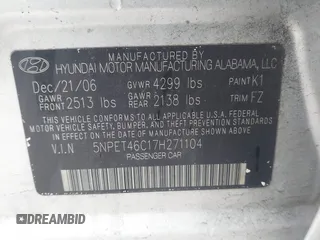 HYUNDAI MOTOR MANUFACTURING ALABAMA, LLC
Dec/21/06 GVWR 4299 lbs PAINT K1
GAWR FRONT 2513 lbs GAWR REAR 2138 lbs TRIM FZ
THIS VEHICLE CONFORMS TO ALL APPLICABLE FEDERAL MOTOR VEHICLE SAFETY, BUMPER, AND THEFT PREVENTION STANDARDS IN EFFECT ON THE DATE OF MANUFACTURE SHOWN ABOVE.
V.I.N 5NPET46C17H271104
PASSENGER CAR
DREAMBID